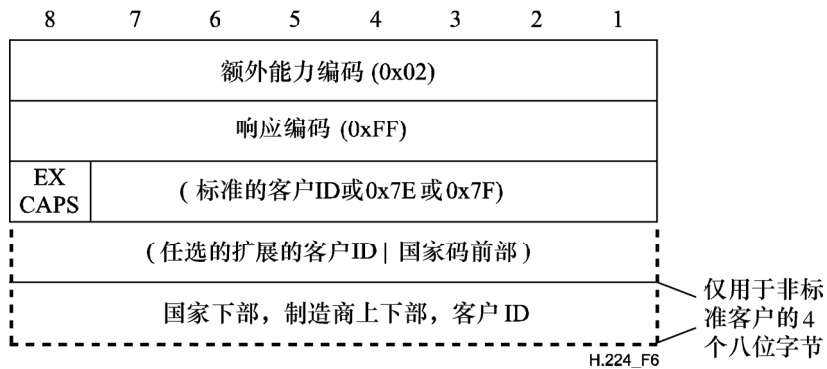 8 7 6 5 4 3 2 1
额外能力编码 (0x02)
响应编码 (0xFF)
EX
CAPS
( 标准的客户ID或0x7E 或0x7F)
( 任选的扩展的客户ID | 国家码前部 )
国家下部，制造商上下部，客户 ID
仅用于非标
准客户的4
个八位字节
H.224_F6